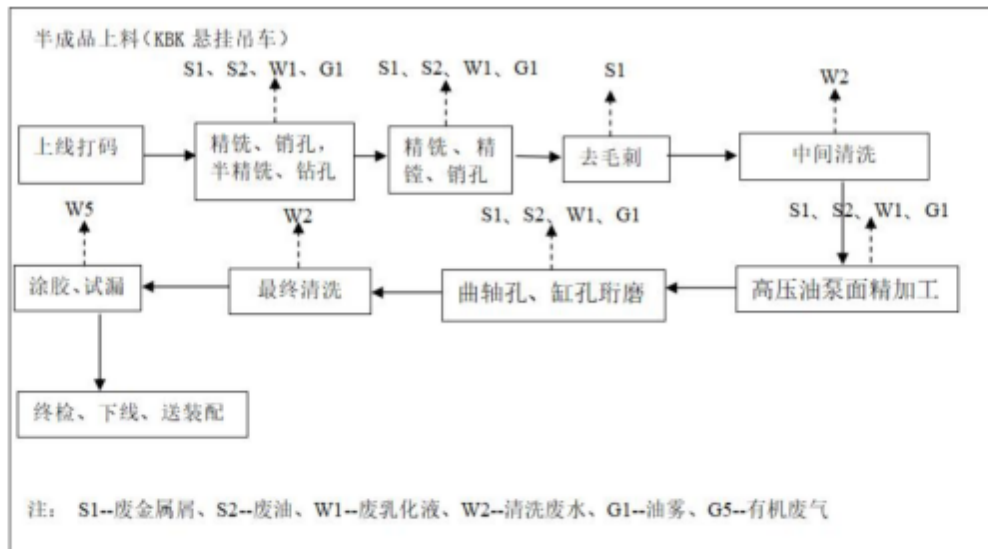 半成品上料（KBK 悬挂吊车）
S1、S2、W1、G1
S1、S2、W1、G1
S1
W2
上线打码
精铣、销孔，
半精铣、钻孔
精铣、精
镗、销孔
去毛刺
中间清洗
W5
W2
S1、S2、W1、G1
S1、S2、W1、G1
涂胶、试漏
最终清洗
曲轴孔、缸孔珩磨
高压油泵面精加工
终检、下线、送装配
注： S1--废金属屑、S2--废油、W1--废乳化液、W2--清洗废水、G1--油雾、G5--有机废气